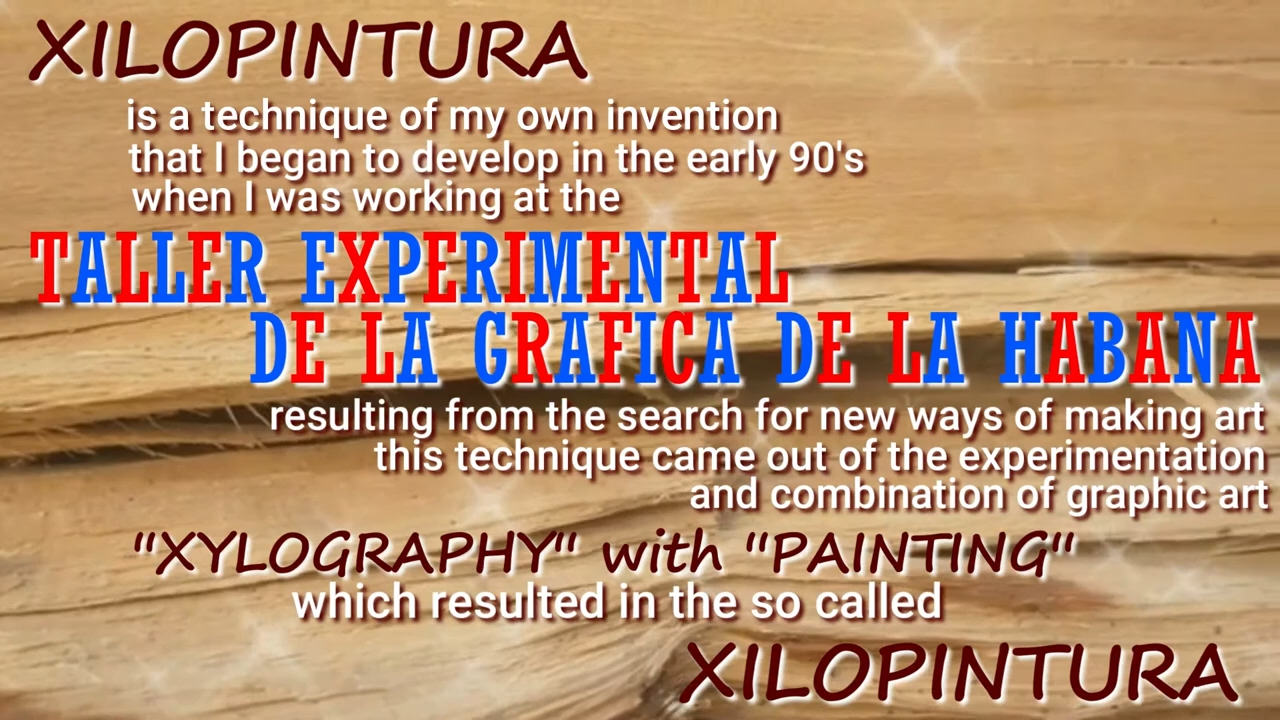 XILOPINTURA
is a technique of my own invention
that I began to develop in the early 90's
when I was working at the
TALLER EXPERIMENTAL
DE LA GRAFICA DE LA HABANA
resulting from the search for new ways of making art
this technique came out of the experimentation
and combination of graphic art
"XYLOGRAPHY" with "PAINTING"
which resulted in the so called
XILOPINTURA